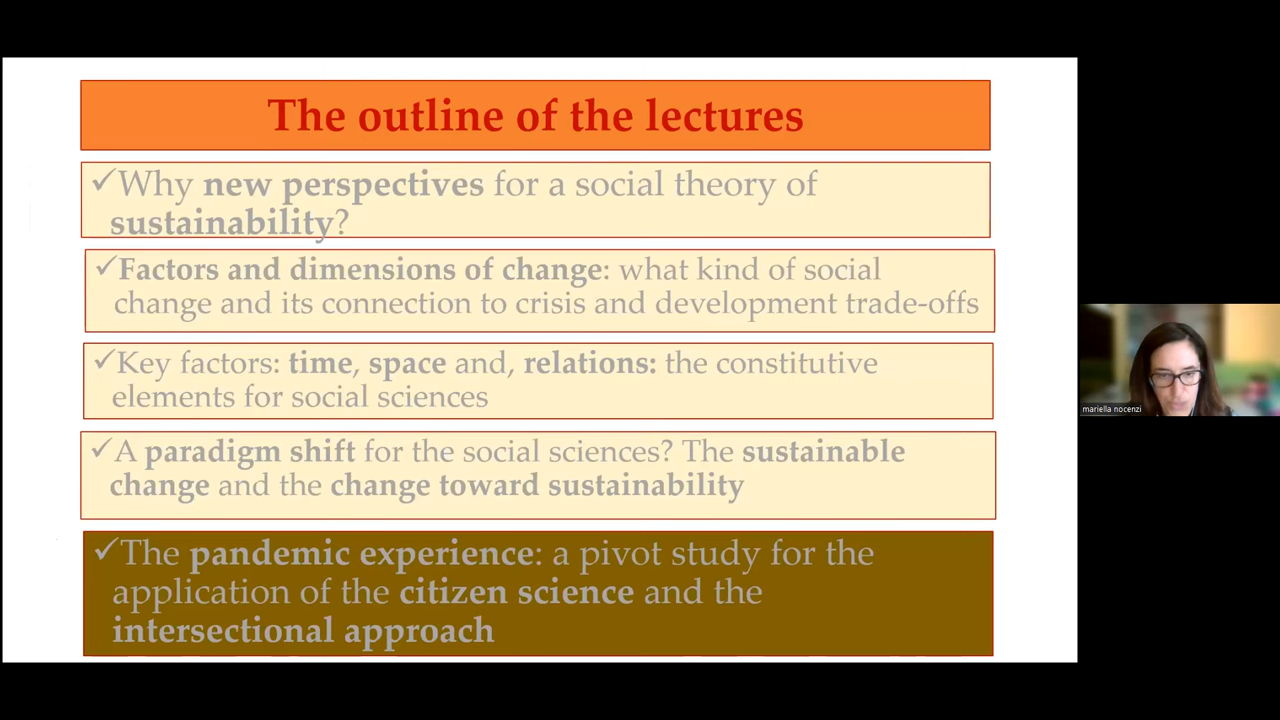 The outline of the lectures
✓Why new perspectives for a social theory of
sustainability?
✓Factors and dimensions of change: what kind of social
change and its connection to crisis and development trade-offs
✓Key factors: time, space and, relations: the constitutive
elements for social sciences
✓A paradigm shift for the social sciences? The sustainable
change and the change toward sustainability
✓The pandemic experience: a pivot study for the
application of the citizen science and the
intersectional approach
mariella nocenzi